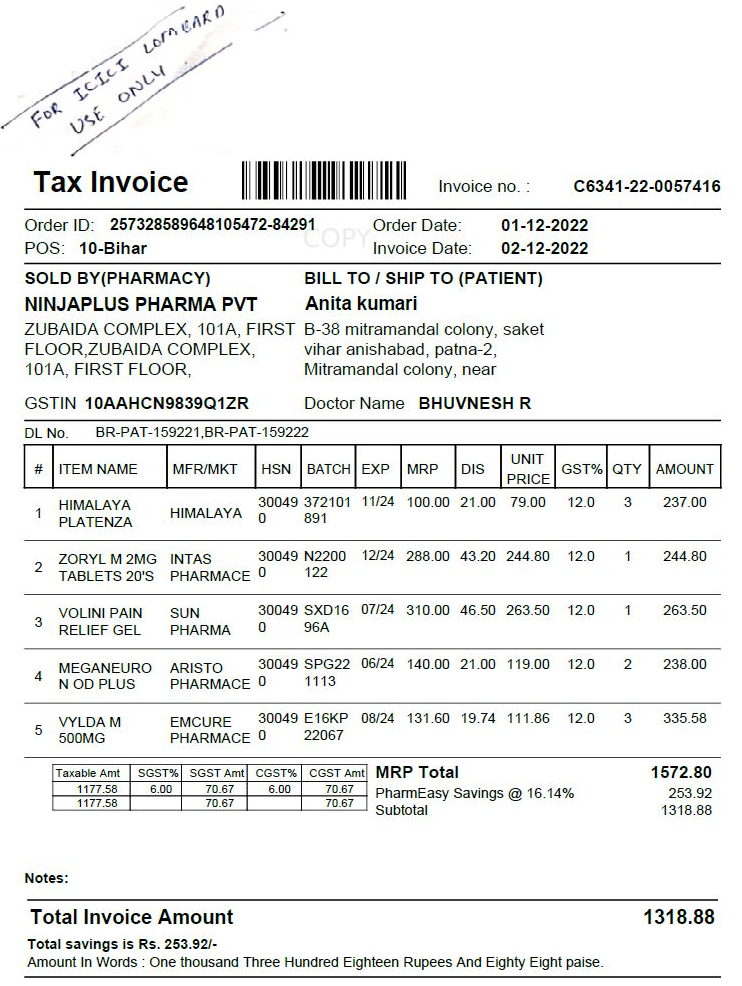 FOR ICICI LOMBARD
USE ONLY
Tax Invoice
Invoice no. : C6341-22-0057416
Order ID: 257328589648105472-84291 Order Date: 01-12-2022
COPY
POS: 10-Bihar Invoice Date: 02-12-2022
SOLD BY(PHARMACY) BILL TO / SHIP TO (PATIENT)
NINJAPLUS PHARMA PVT Anita kumari
ZUBAIDA COMPLEX, 101A, FIRST B-38 mitramandal colony, saket
FLOOR,ZUBAIDA COMPLEX, vihar anishabad, patna-2,
101A, FIRST FLOOR, Mitramandal colony, near
GSTIN 10AAHCN9839Q1ZR Doctor Name BHUVNESH R
DL No. BR-PAT-159221,BR-PAT-159222
# ITEM NAME MFR/MKT HSN BATCH EXP MRP DIS UNIT PRICE GST% QTY AMOUNT
1 HIMALAYA PLATENZA HIMALAYA 300490 372101891 11/24 100.00 21.00 79.00 12.0 3 237.00
2 ZORYL M 2MG TABLETS 20'S INTAS PHARMACE 300490 N2200122 12/24 288.00 43.20 244.80 12.0 1 244.80
3 VOLINI PAIN RELIEF GEL SUN PHARMA 300490 SXD1696A 07/24 310.00 46.50 263.50 12.0 1 263.50
4 MEGANEURON OD PLUS ARISTO PHARMACE 300490 SPG221113 06/24 140.00 21.00 119.00 12.0 2 238.00
5 VYLDA M 500MG EMCURE PHARMACE 300490 E16KP22067 08/24 131.60 19.74 111.86 12.0 3 335.58
Taxable Amt SGST% SGST Amt CGST% CGST Amt
1177.58 6.00 70.67 6.00 70.67
1177.58 70.67 70.67
MRP Total 1572.80
PharmEasy Savings @ 16.14% 253.92
Subtotal 1318.88
Notes:
Total Invoice Amount 1318.88
Total savings is Rs. 253.92/-
Amount In Words : One thousand Three Hundred Eighteen Rupees And Eighty Eight paise.